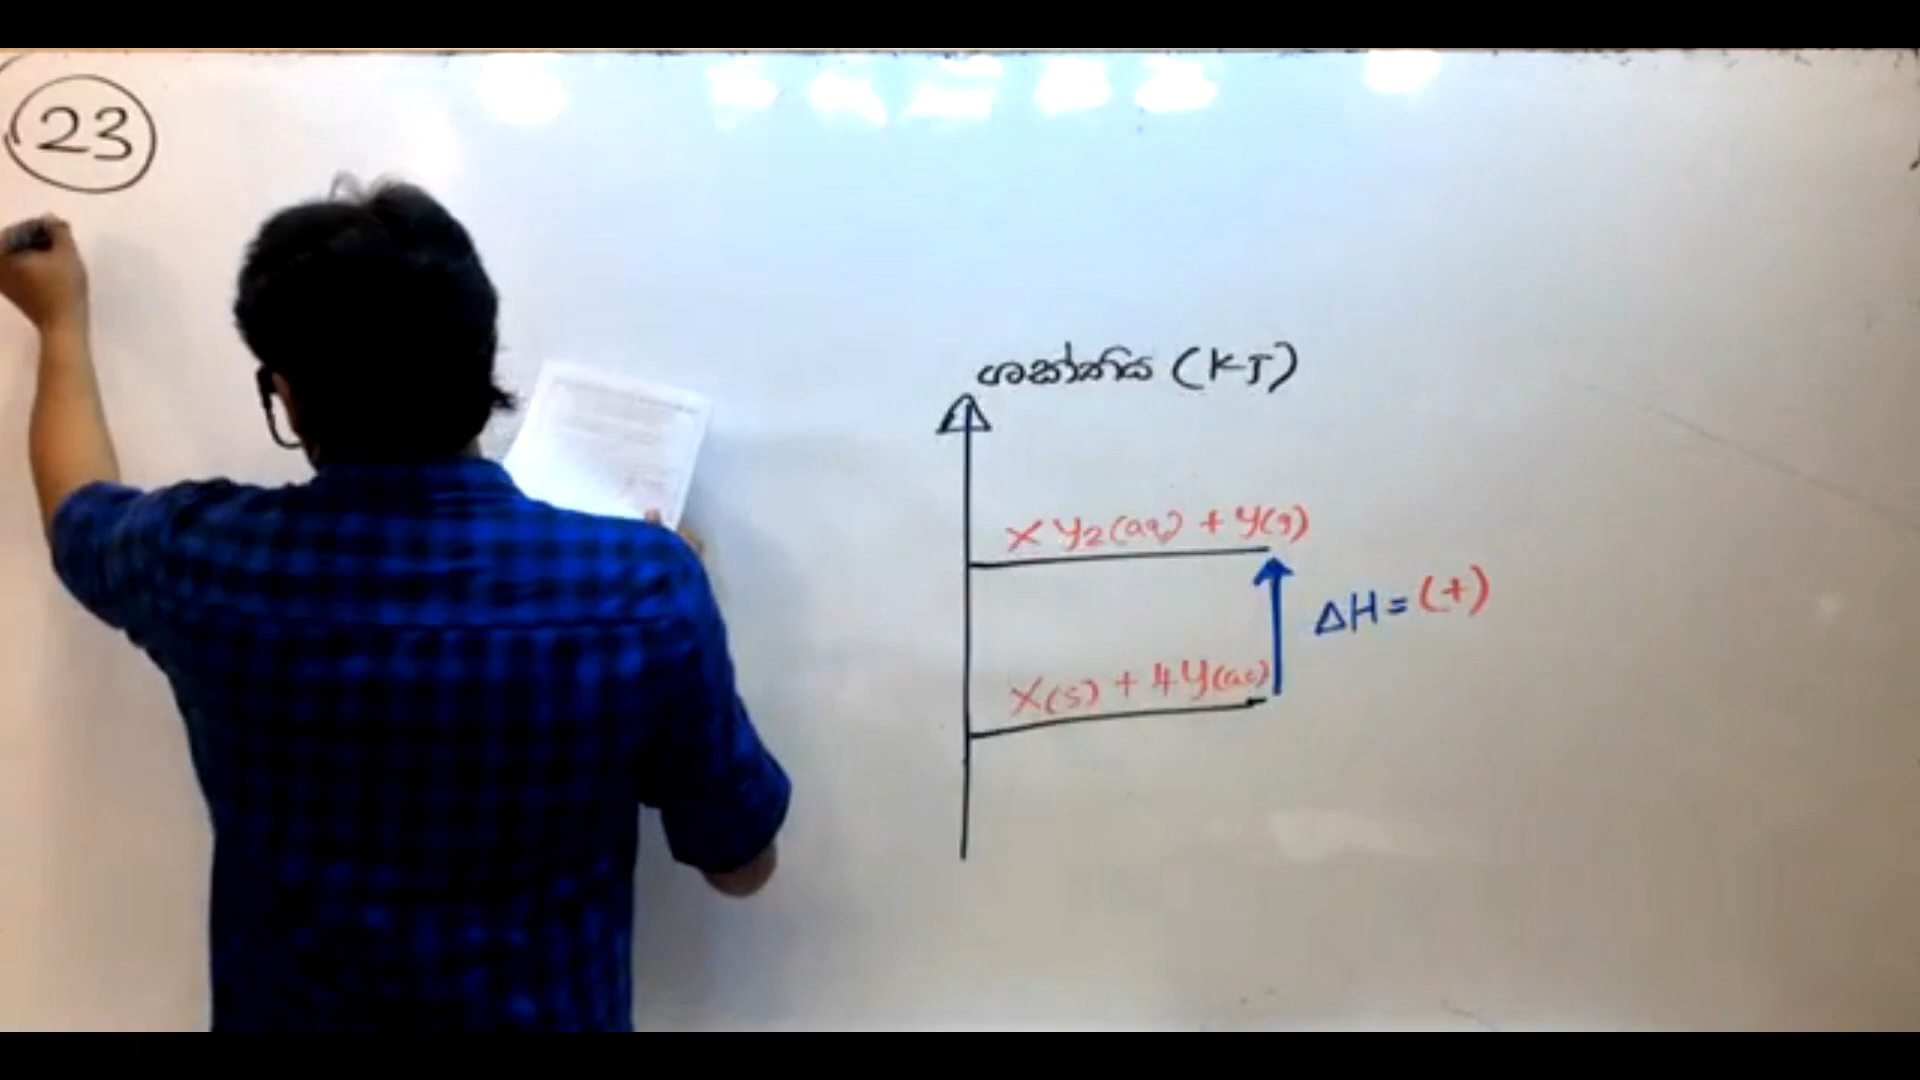 23
ශක්තිය (KJ)
XY₂(aq) + Y(g)
ΔH = (+)
X(s) + 4Y(aq)